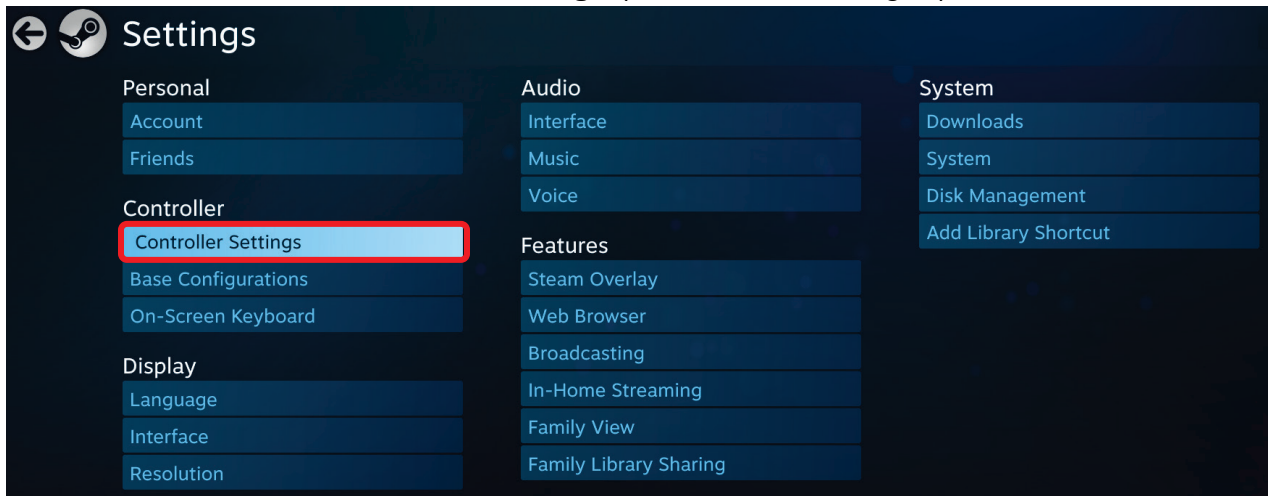 Settings
Personal
Account
Friends
Controller
Controller Settings
Base Configurations
On-Screen Keyboard
Display
Language
Interface
Resolution
Audio
Interface
Music
Voice
Features
Steam Overlay
Web Browser
Broadcasting
In-Home Streaming
Family View
Family Library Sharing
System
Downloads
System
Disk Management
Add Library Shortcut